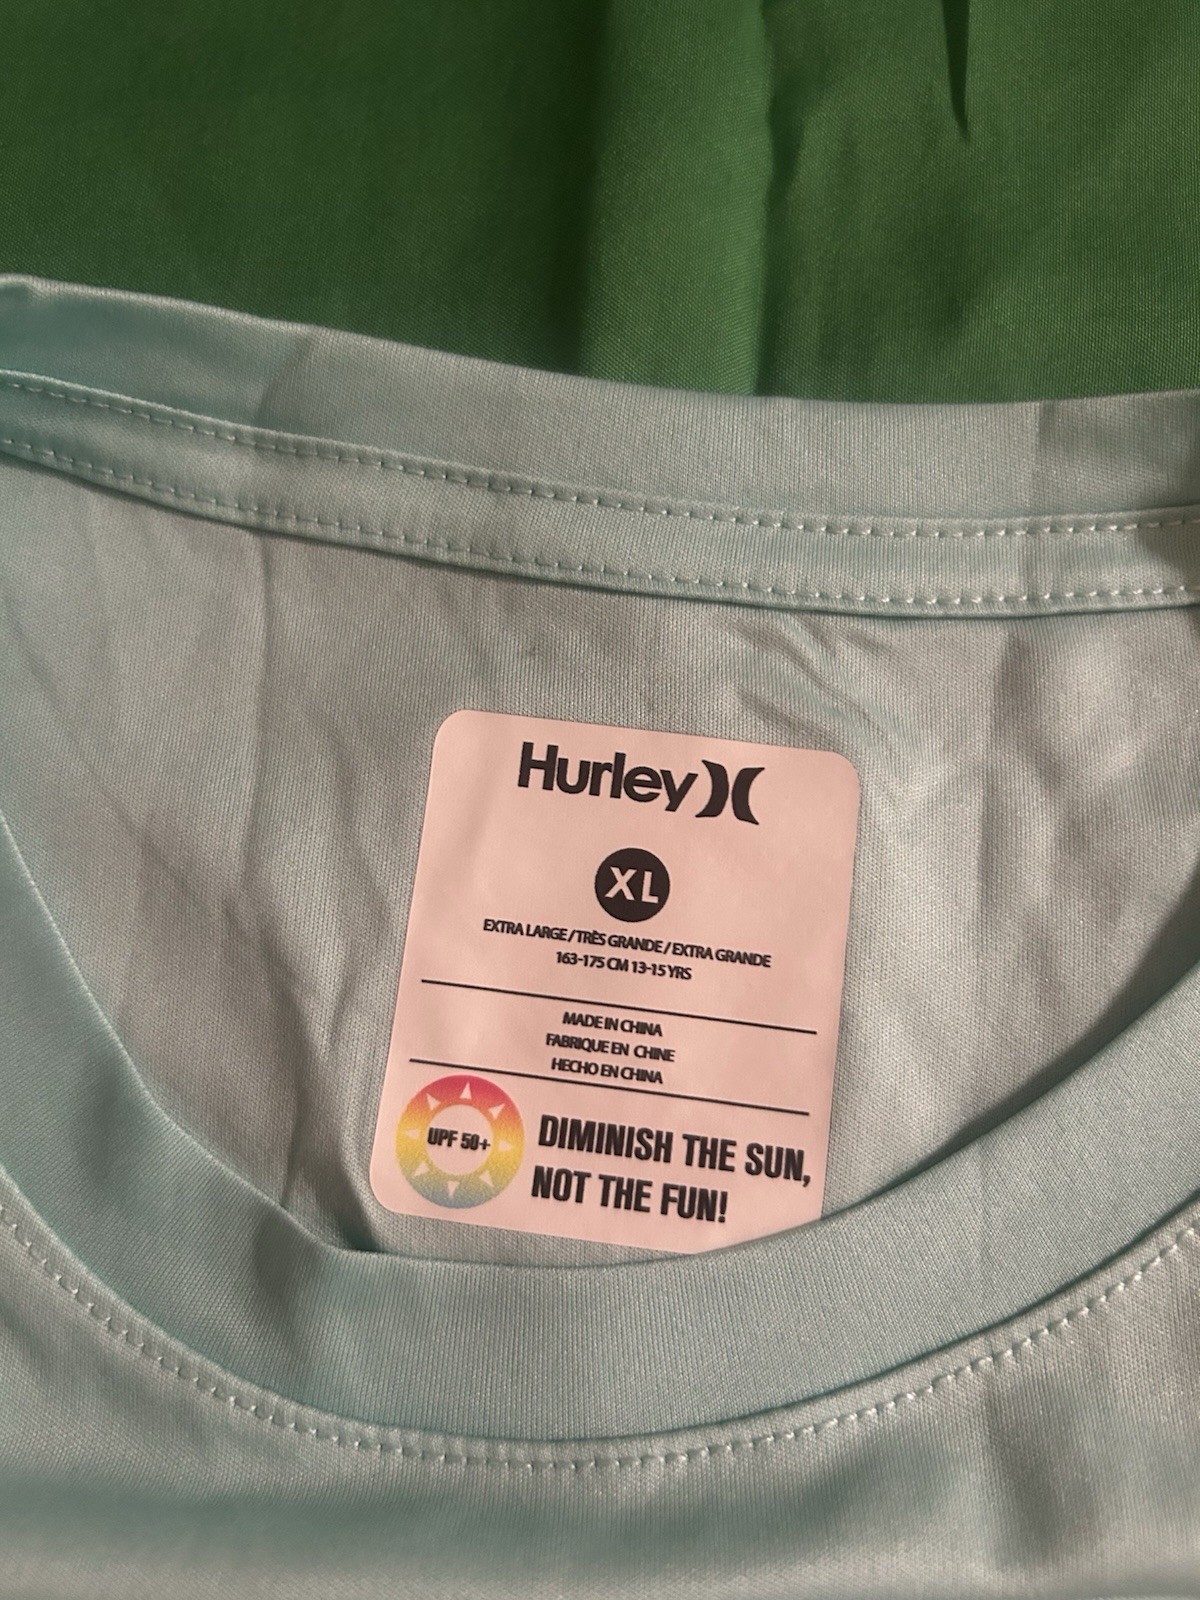 Hurley
XL
EXTRA LARGE / TRÈS GRANDE / EXTRA GRANDE
163-175 CM 13-15 YRS
MADE IN CHINA
FABRIQUE EN CHINE
HECHO EN CHINA
UPF 50+
DIMINISH THE SUN,
NOT THE FUN!